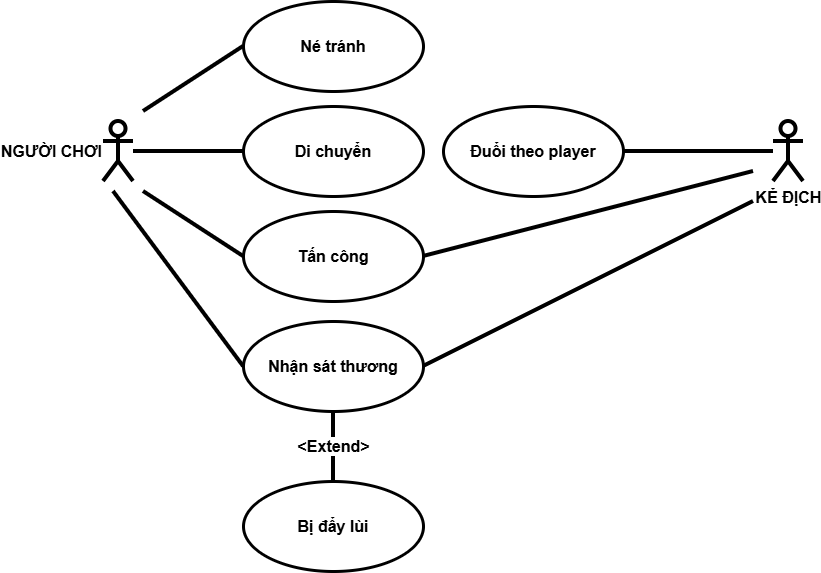 Né tránh
NGƯỜI CHƠI
Di chuyển
Đuổi theo player
KẺ ĐỊCH
Tấn công
Nhận sát thương
<Extend>
Bị đẩy lùi